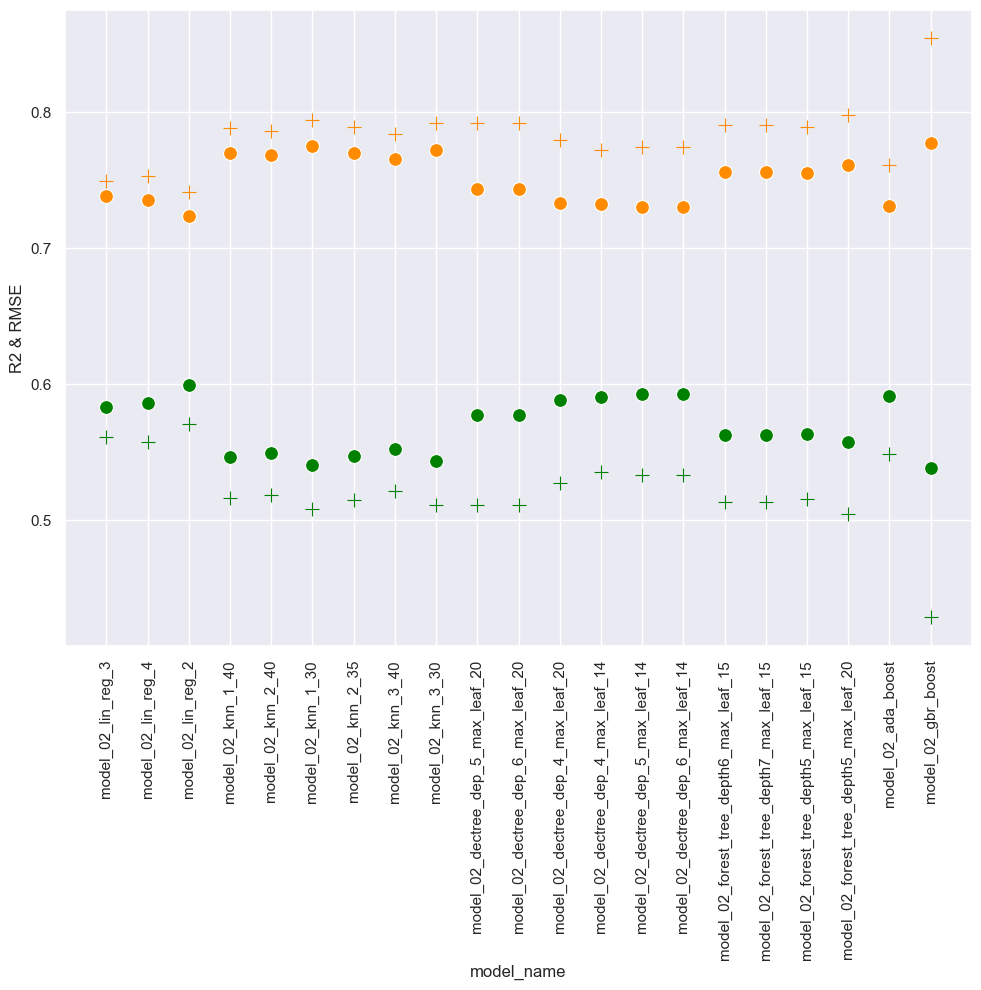 0.8
0.7
0.6
0.5
R2 & RMSE
model_02_lin_reg_3
model_02_lin_reg_4
model_02_lin_reg_2
model_02_knn_1_40
model_02_knn_2_40
model_02_knn_1_30
model_02_knn_2_35
model_02_knn_3_40
model_02_knn_3_30
model_02_dectree_dep_5_max_leaf_20
model_02_dectree_dep_6_max_leaf_20
model_02_dectree_dep_4_max_leaf_20
model_02_dectree_dep_4_max_leaf_14
model_02_dectree_dep_5_max_leaf_14
model_02_dectree_dep_6_max_leaf_14
model_02_forest_tree_depth6_max_leaf_15
model_02_forest_tree_depth7_max_leaf_15
model_02_forest_tree_depth5_max_leaf_15
model_02_forest_tree_depth5_max_leaf_20
model_02_ada_boost
model_02_gbr_boost
model_name